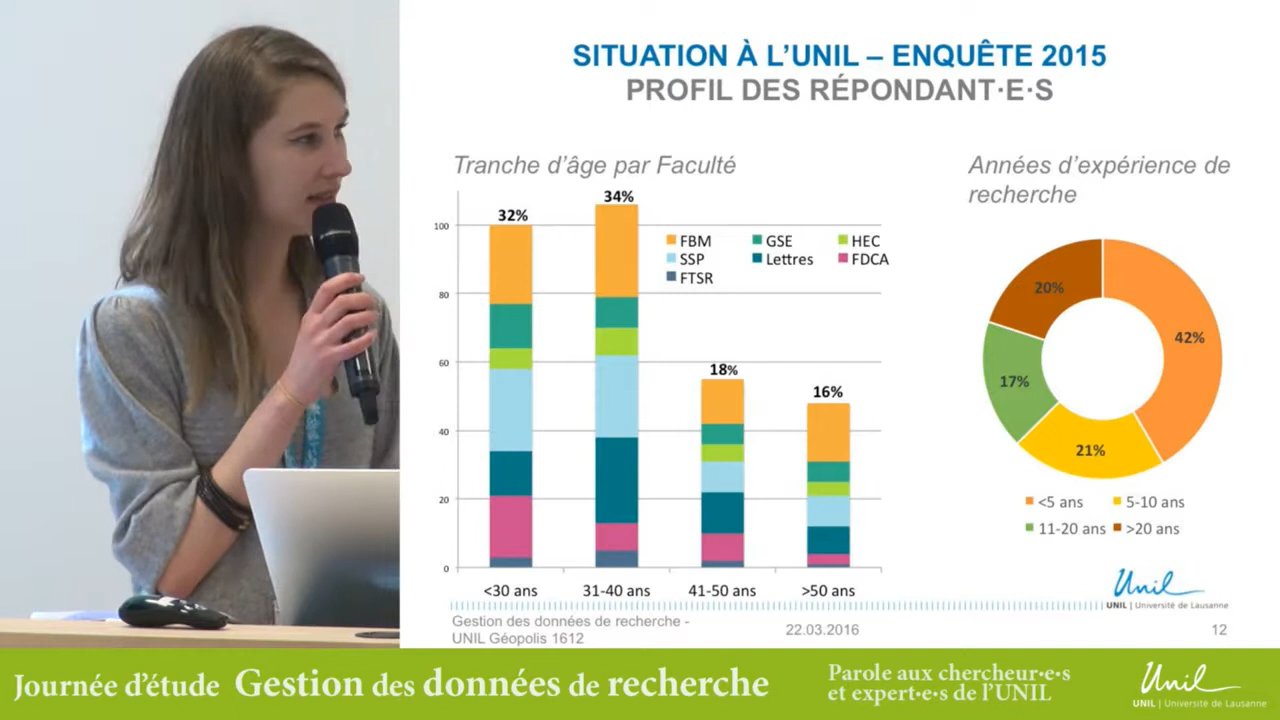 SITUATION À L'UNIL – ENQUÊTE 2015
PROFIL DES RÉPONDANT·E·S
Tranche d'âge par Faculté
Années d'expérience de
recherche
100
80
60
40
20
0
32%
34%
18%
16%
FBM
GSE
HEC
SSP
Lettres
FDCA
FTSR
<30 ans
31-40 ans
41-50 ans
>50 ans
20%
42%
17%
21%
<5 ans
5-10 ans
11-20 ans
>20 ans
Unil
UNIL | Université de Lausanne
Gestion des données de recherche -
UNIL Géopolis 1612
22.03.2016
12
Journée d'étude Gestion des données de recherche
Parole aux chercheur•e•s
et expert•e•s de l'UNIL
Unil
UNIL | Université de Lausanne